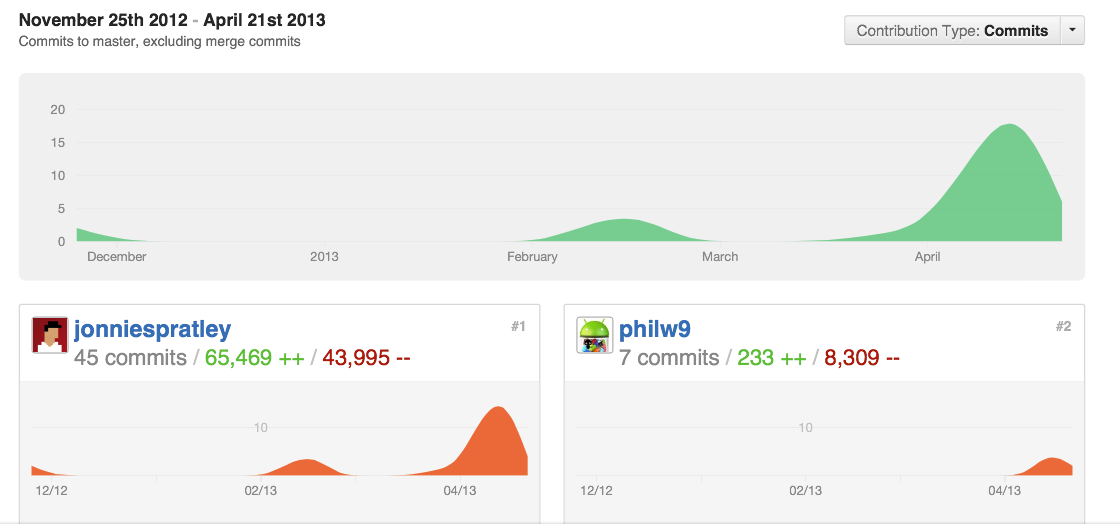 November 25th 2012 - April 21st 2013
Commits to master, excluding merge commits
Contribution Type: Commits
20
15
10
5
0
December 2013 February March April
jonniespratley #1
45 commits / 65,469 ++ / 43,995 --
10
12/12 02/13 04/13
philw9 #2
7 commits / 233 ++ / 8,309 --
10
12/12 02/13 04/13